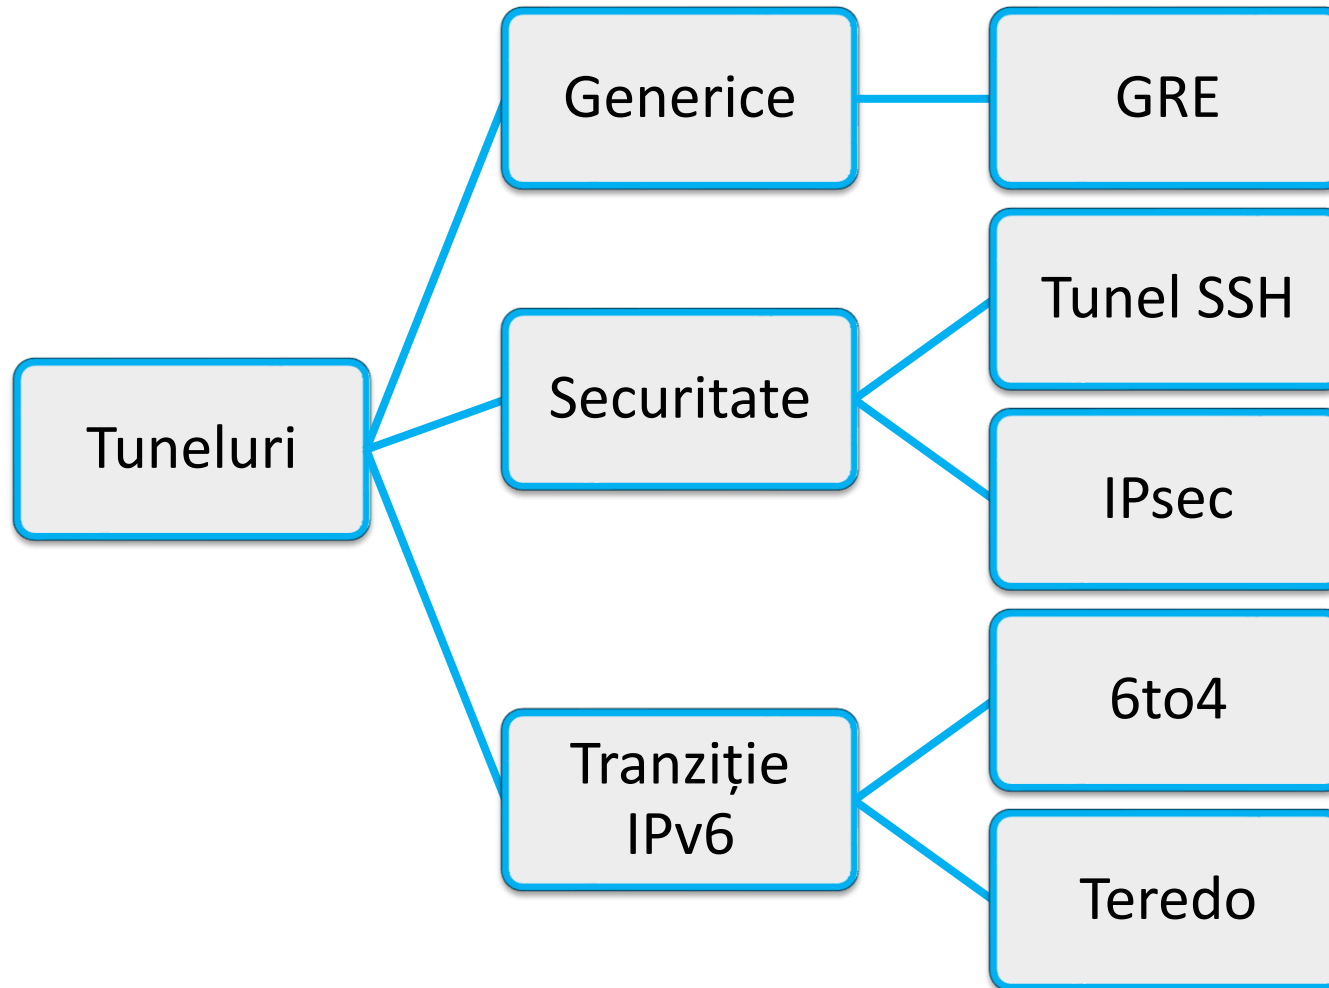 Generice
GRE
Tunel SSH
Securitate
Tuneluri
IPsec
6to4
Tranziție
IPv6
Teredo